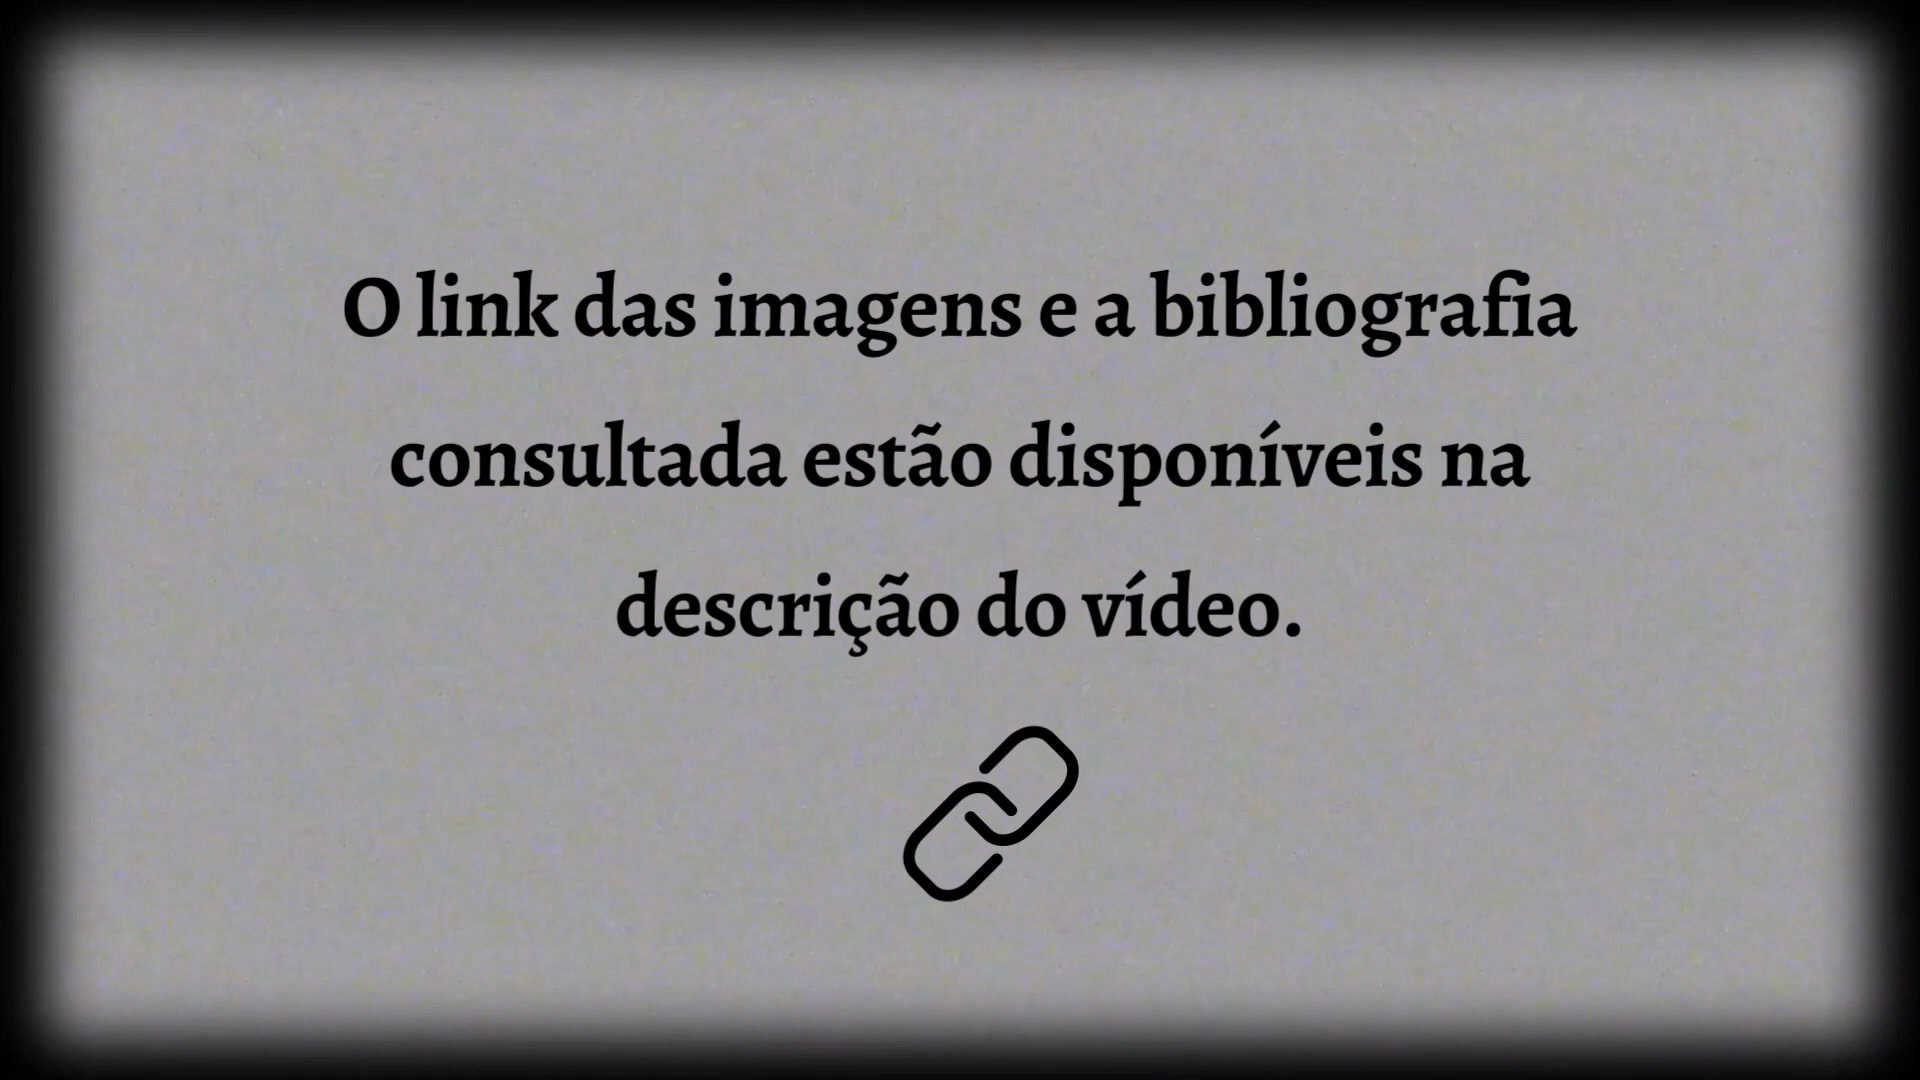 O link das imagens e a bibliografia
consultada estão disponíveis na
descrição do vídeo.